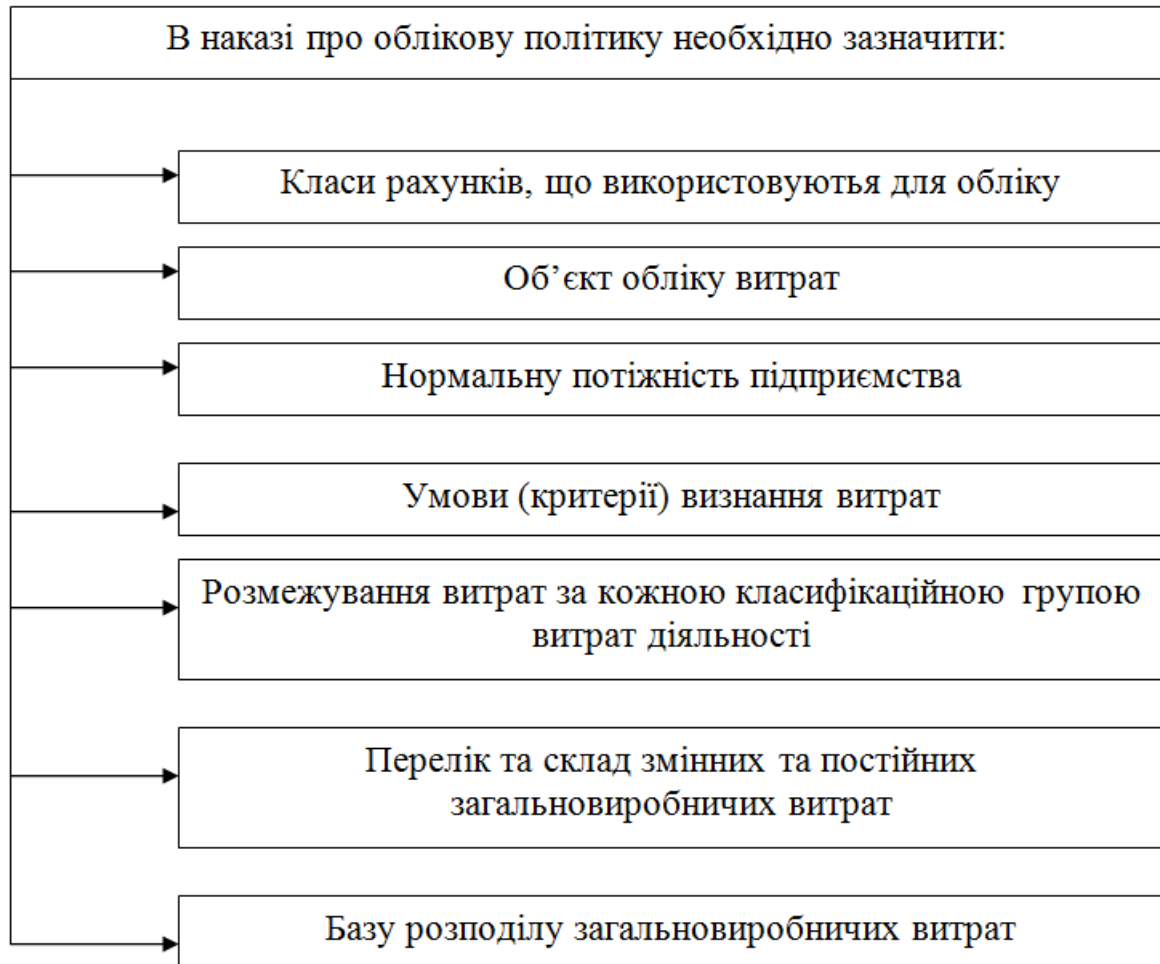 В наказі про облікову політику необхідно зазначити:
Класи рахунків, що використовуютья для обліку
Об’єкт обліку витрат
Нормальну потіжність підприємства
Умови (критерії) визнання витрат
Розмежування витрат за кожною класифікаційною групою
витрат діяльності
Перелік та склад змінних та постійних
загальновиробничих витрат
Базу розподілу загальновиробничих витрат